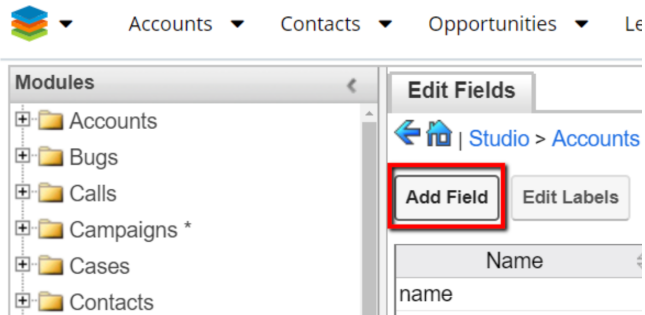 Accounts Contacts Opportunities Le
Modules
Accounts
Bugs
Calls
Campaigns *
Cases
Contacts
Edit Fields
| Studio > Accounts
Add Field Edit Labels
Name
name